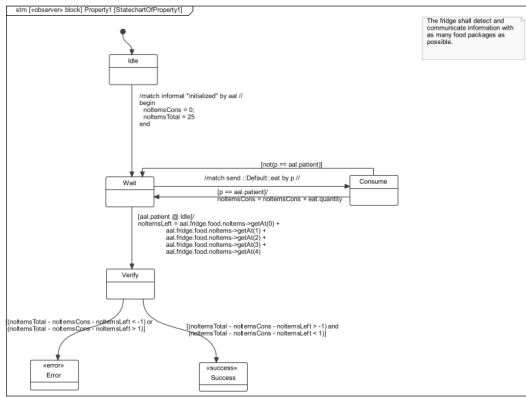 stm [«observer» block] Property1 [StatechartOfProperty1]
The fridge shall detect and
communicate information with
as many food packages as
possible.
Idle
/match informal "initialized" by aal //
begin
noItemsCons = 0;
noItemsTotal = 25
end
[not(p == aal.patient)]
/match send ::Default::eat by p //
Wait
Consume
[p == aal.patient]/
noItemsCons = noItemsCons + eat.quantity
[aal.patient @ Idle]/
noItemsLeft = aal.fridge.food.noItems->getAt(0) +
aal.fridge.food.noItems->getAt(1) +
aal.fridge.food.noItems->getAt(2) +
aal.fridge.food.noItems->getAt(3) +
aal.fridge.food.noItems->getAt(4)
Verify
[(noItemsTotal - noItemsCons - noItemsLeft < -1) or
(noItemsTotal - noItemsCons - noItemsLeft > 1)]
[(noItemsTotal - noItemsCons - noItemsLeft > -1) and
(noItemsTotal - noItemsCons - noItemsLeft < 1)]
«error»
Error
«success»
Success